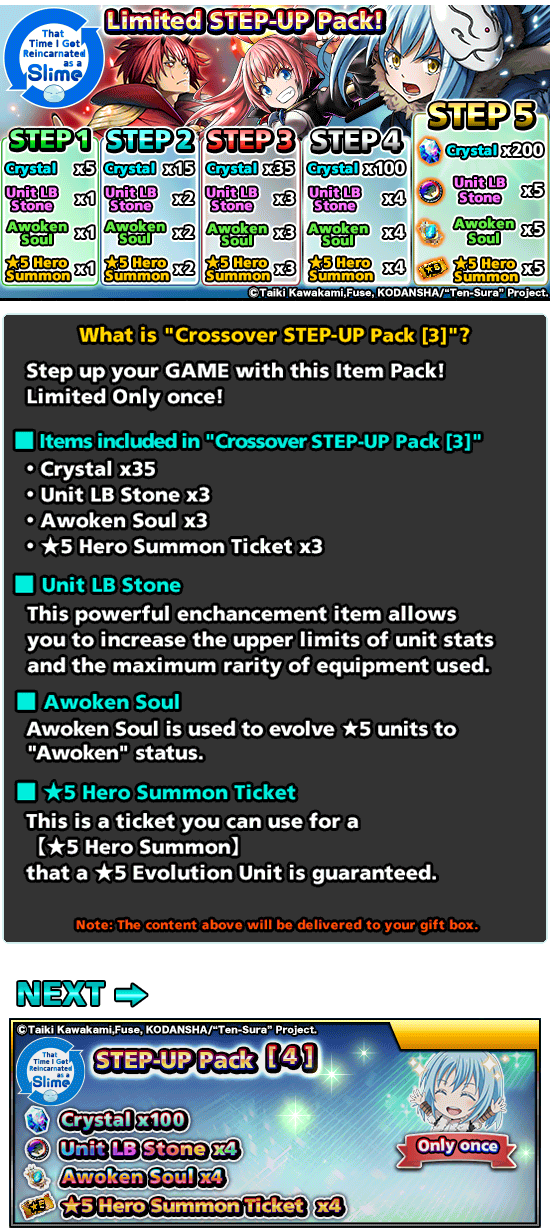 That
Time I Got
Reincarnated
as a
Slime
Limited STEP-UP Pack!
STEP 1
Crystal x5
Unit LB
Stone x1
Awoken
Soul x1
★5 Hero
Summon x1
STEP 2
Crystal x15
Unit LB
Stone x2
Awoken
Soul x2
★5 Hero
Summon x2
STEP 3
Crystal x35
Unit LB
Stone x3
Awoken
Soul x3
★5 Hero
Summon x3
STEP 4
Crystal x100
Unit LB
Stone x4
Awoken
Soul x4
★5 Hero
Summon x4
STEP 5
Crystal x200
Unit LB
Stone x5
Awoken
Soul x5
★5 Hero
Summon x5
©Taiki Kawakami,Fuse, KODANSHA/"Ten-Sura" Project.
What is "Crossover STEP-UP Pack [3]"?
Step up your GAME with this Item Pack!
Limited Only once!
■ Items included in "Crossover STEP-UP Pack [3]"
• Crystal x35
• Unit LB Stone x3
• Awoken Soul x3
• ★5 Hero Summon Ticket x3
■ Unit LB Stone
This powerful enchancement item allows
you to increase the upper limits of unit stats
and the maximum rarity of equipment used.
■ Awoken Soul
Awoken Soul is used to evolve ★5 units to
"Awoken" status.
■ ★5 Hero Summon Ticket
This is a ticket you can use for a
【★5 Hero Summon】
that a ★5 Evolution Unit is guaranteed.
Note: The content above will be delivered to your gift box.
NEXT ➡
©Taiki Kawakami,Fuse, KODANSHA/"Ten-Sura" Project.
That
Time I Got
Reincarnated
as a
Slime
STEP-UP Pack [4]
Crystal x100
Unit LB Stone x4
Awoken Soul x4
★5 Hero Summon Ticket x4
Only once